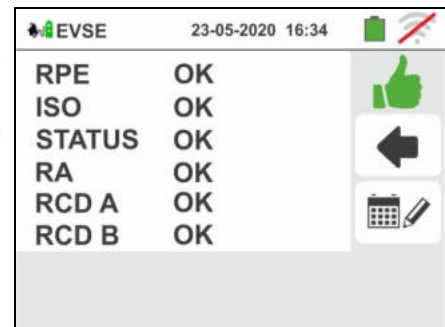 EVSE 23-05-2020 16:34
RPE OK
ISO OK
STATUS OK
RA OK
RCD A OK
RCD B OK